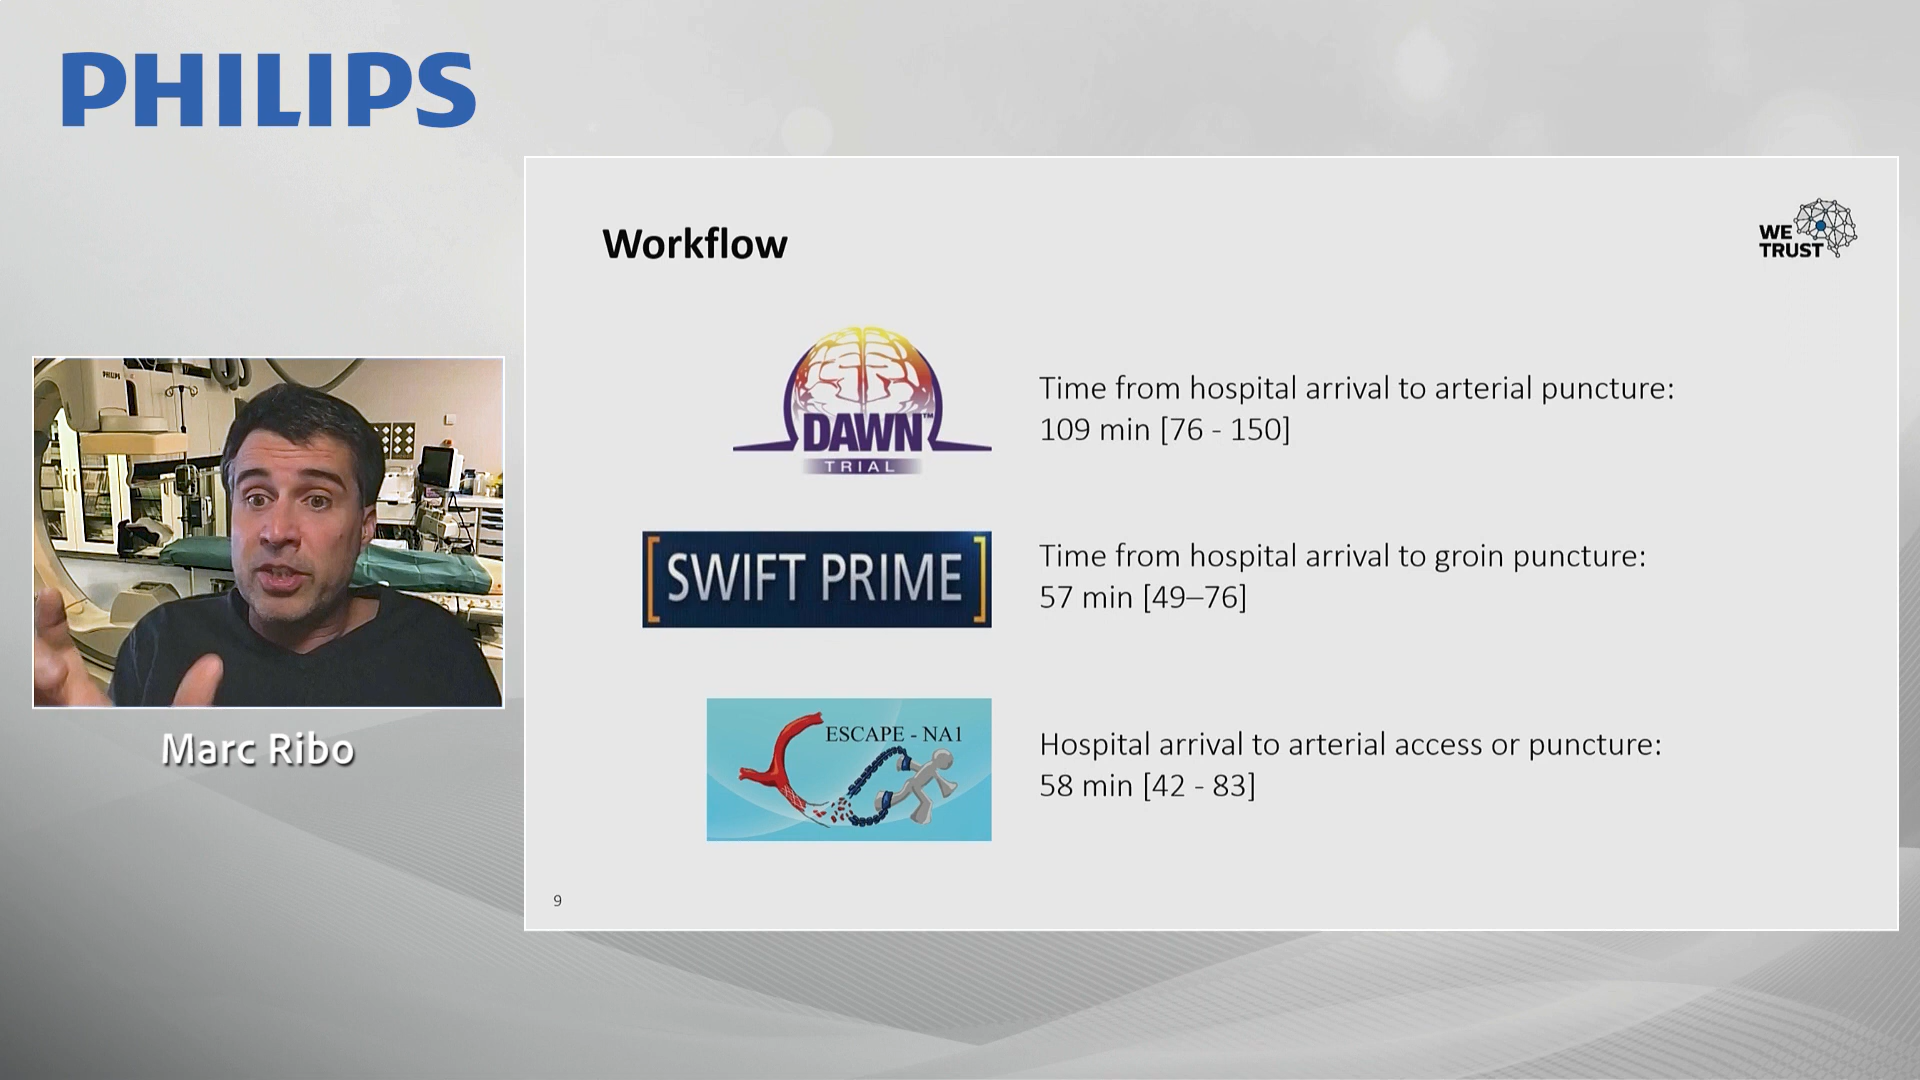 PHILIPS
Workflow
WE
TRUST
DAWN™
TRIAL
Time from hospital arrival to arterial puncture:
109 min [76 - 150]
[SWIFT PRIME]
Time from hospital arrival to groin puncture:
57 min [49–76]
ESCAPE - NA1
Hospital arrival to arterial access or puncture:
58 min [42 - 83]
9
PHILIPS
Marc Ribo